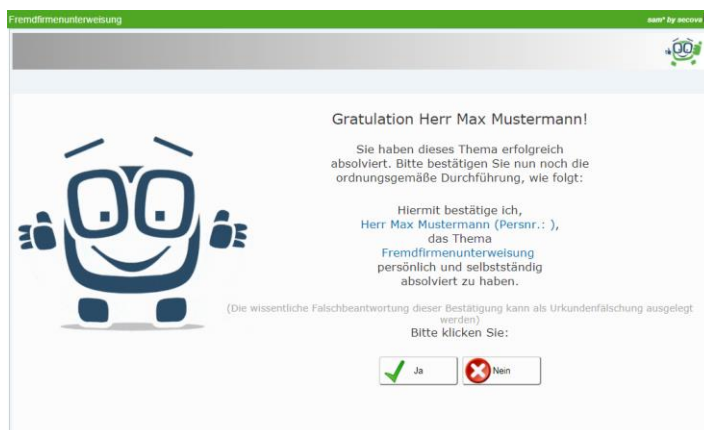 Fremdfirmenunterweisung
sam* by secova
Gratulation Herr Max Mustermann!
Sie haben dieses Thema erfolgreich
absolviert. Bitte bestätigen Sie nun noch die
ordnungsgemäße Durchführung, wie folgt:
Hiermit bestätige ich,
Herr Max Mustermann (Persnr.: ),
das Thema
Fremdfirmenunterweisung
persönlich und selbstständig
absolviert zu haben.
(Die wissentliche Falschbeantwortung dieser Bestätigung kann als Urkundenfälschung ausgelegt
werden)
Bitte klicken Sie:
Ja
Nein